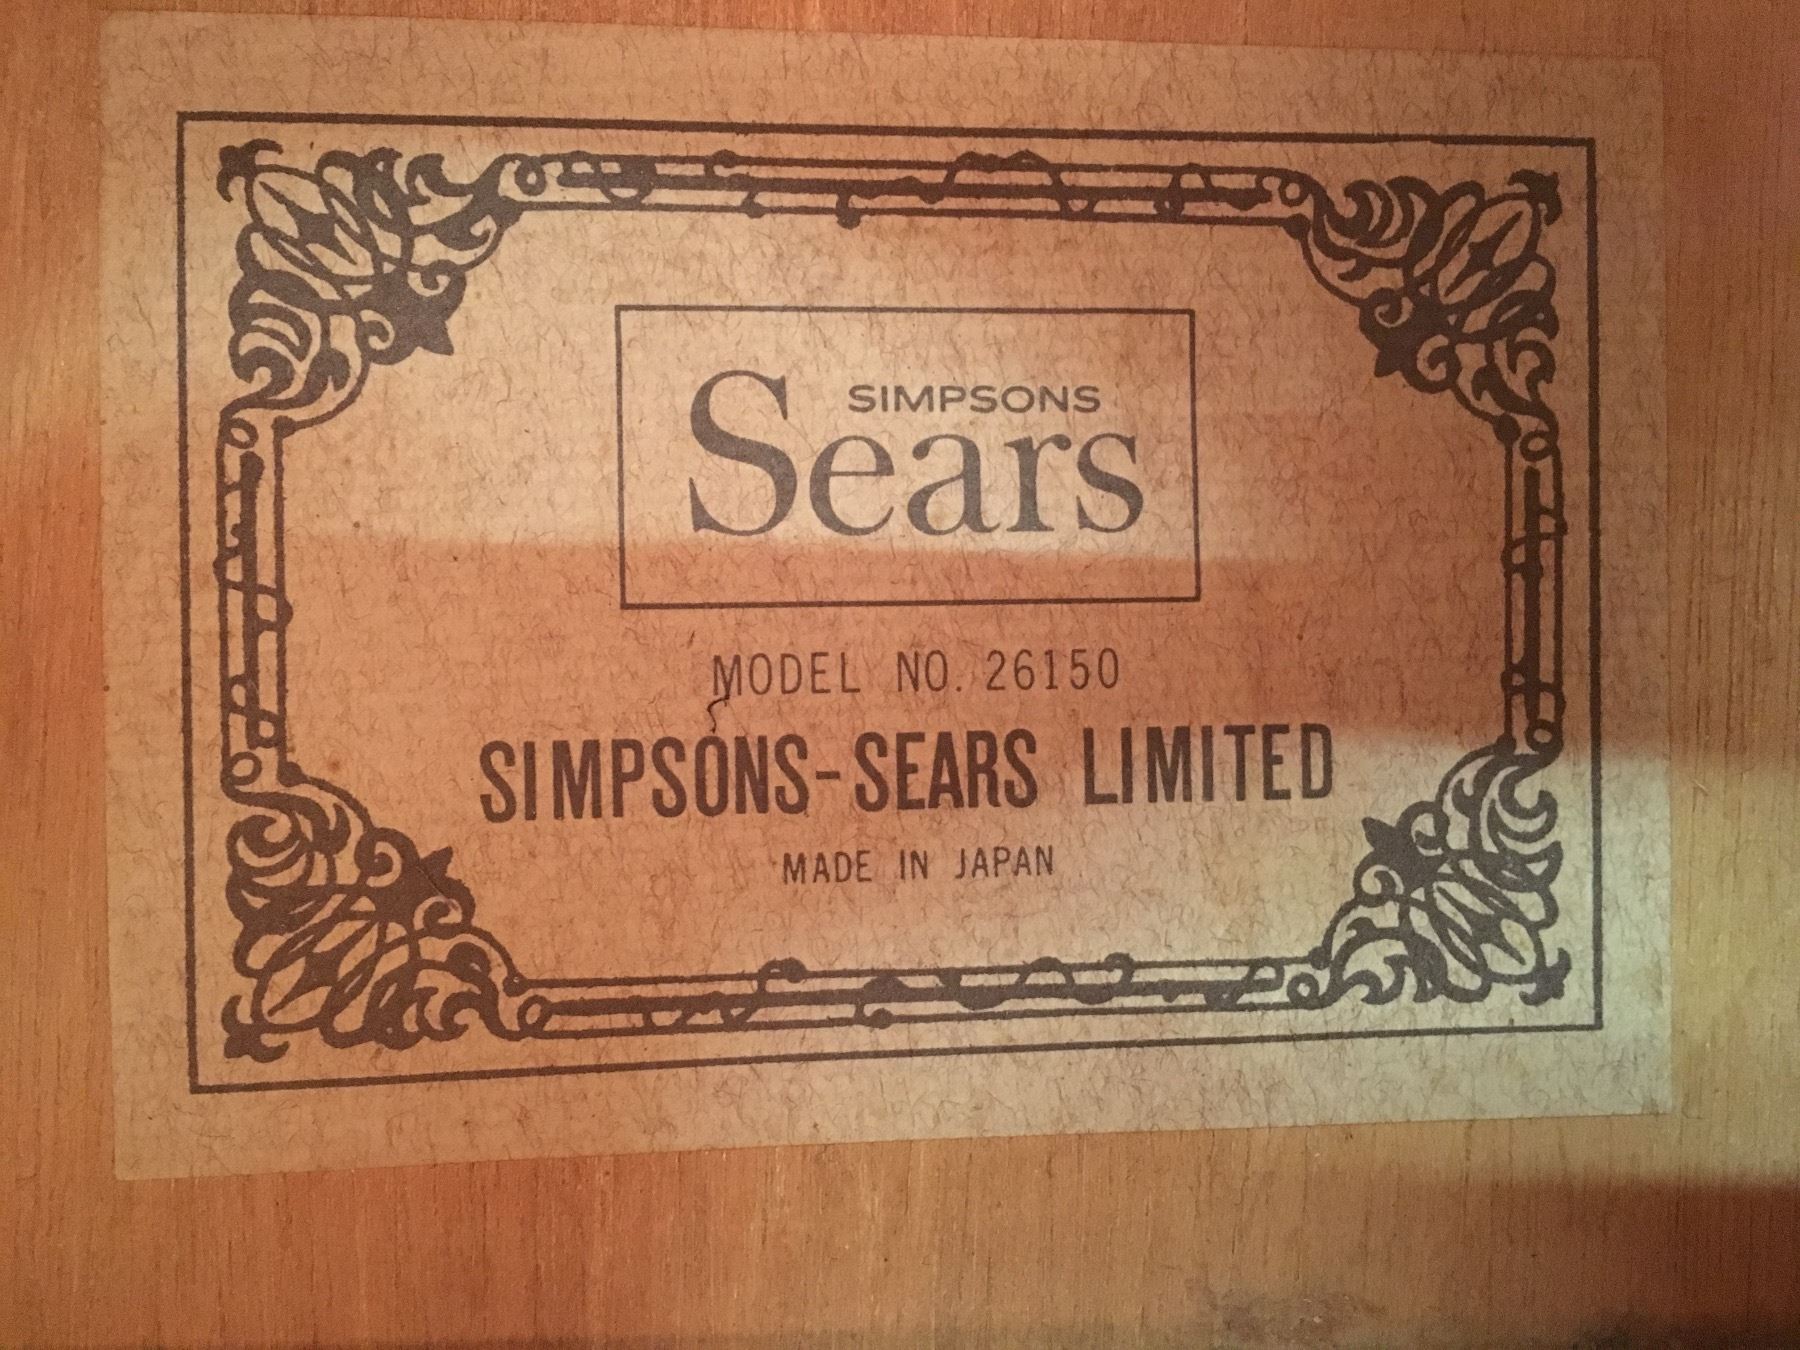 SIMPSONS
Sears
MODEL NO. 26150
SIMPSONS-SEARS LIMITED
MADE IN JAPAN